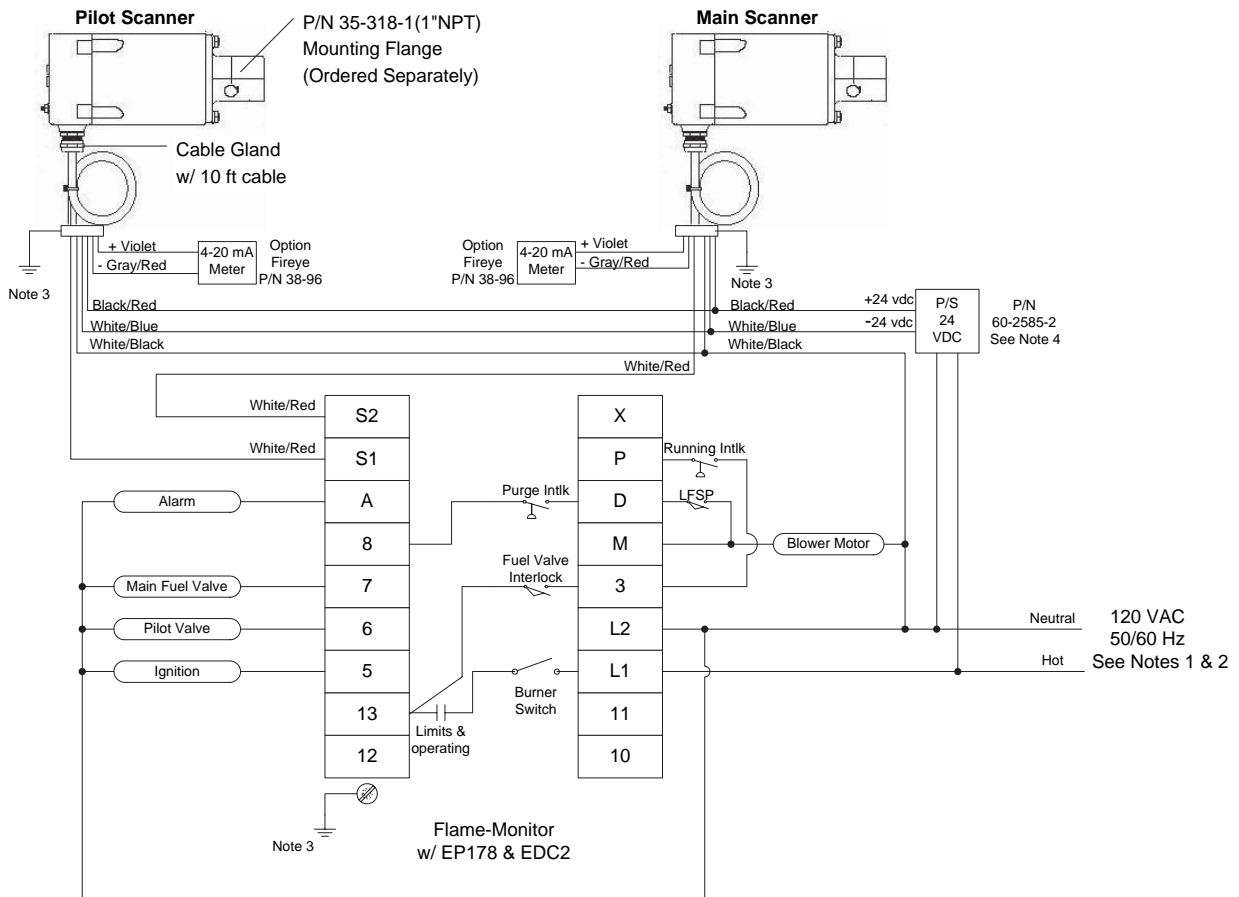 Pilot Scanner
P/N 35-318-1(1"NPT)
Mounting Flange
(Ordered Separately)
Main Scanner
Cable Gland
w/ 10 ft cable
+ Violet
- Gray/Red
4-20 mA
Meter
Option
Fireye
P/N 38-96
Option
Fireye
P/N 38-96
4-20 mA
Meter
+ Violet
- Gray/Red
Note 3
Note 3
Black/Red
White/Blue
White/Black
Black/Red
White/Blue
White/Black
+24 vdc
-24 vdc
P/S
24
VDC
P/N
60-2585-2
See Note 4
White/Red
White/Red
White/Red
S2
S1
A
8
7
6
5
13
12
X
P
D
M
3
L2
L1
11
10
Running Intlk
Purge Intlk
LFSP
Alarm
Blower Motor
Fuel Valve
Interlock
Main Fuel Valve
Pilot Valve
Ignition
Burner
Switch
Limits &
operating
Neutral
Hot
120 VAC
50/60 Hz
See Notes 1 & 2
Note 3
Flame-Monitor
w/ EP178 & EDC2